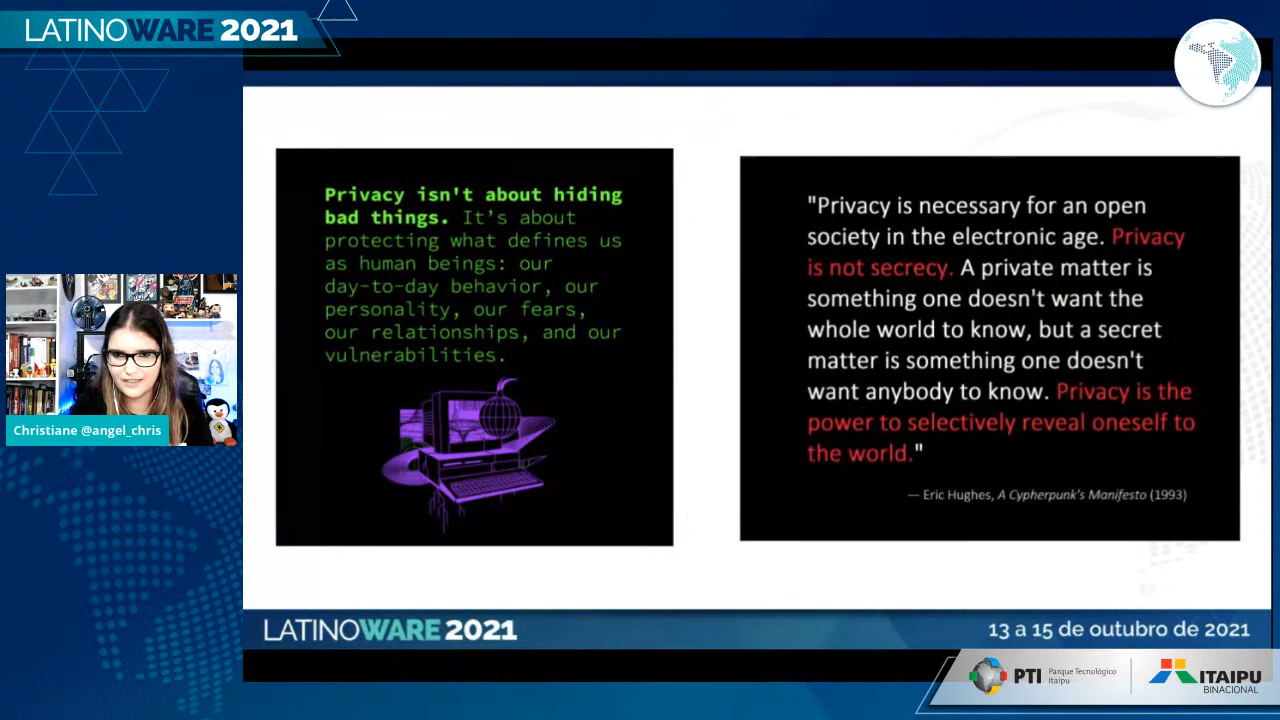 LATINOWARE 2021
Privacy isn't about hiding
bad things. It's about
protecting what defines us
as human beings: our
day-to-day behavior, our
personality, our fears,
our relationships, and our
vulnerabilities.
"Privacy is necessary for an open
society in the electronic age. Privacy
is not secrecy. A private matter is
something one doesn't want the
whole world to know, but a secret
matter is something one doesn't
want anybody to know. Privacy is the
power to selectively reveal oneself to
the world."
— Eric Hughes, A Cypherpunk's Manifesto (1993)
Christiane @angel_chris
LATINOWARE 2021
13 a 15 de outubro de 2021
PTI Parque Tecnológico
Itaipu
ITAIPU
BINACIONAL